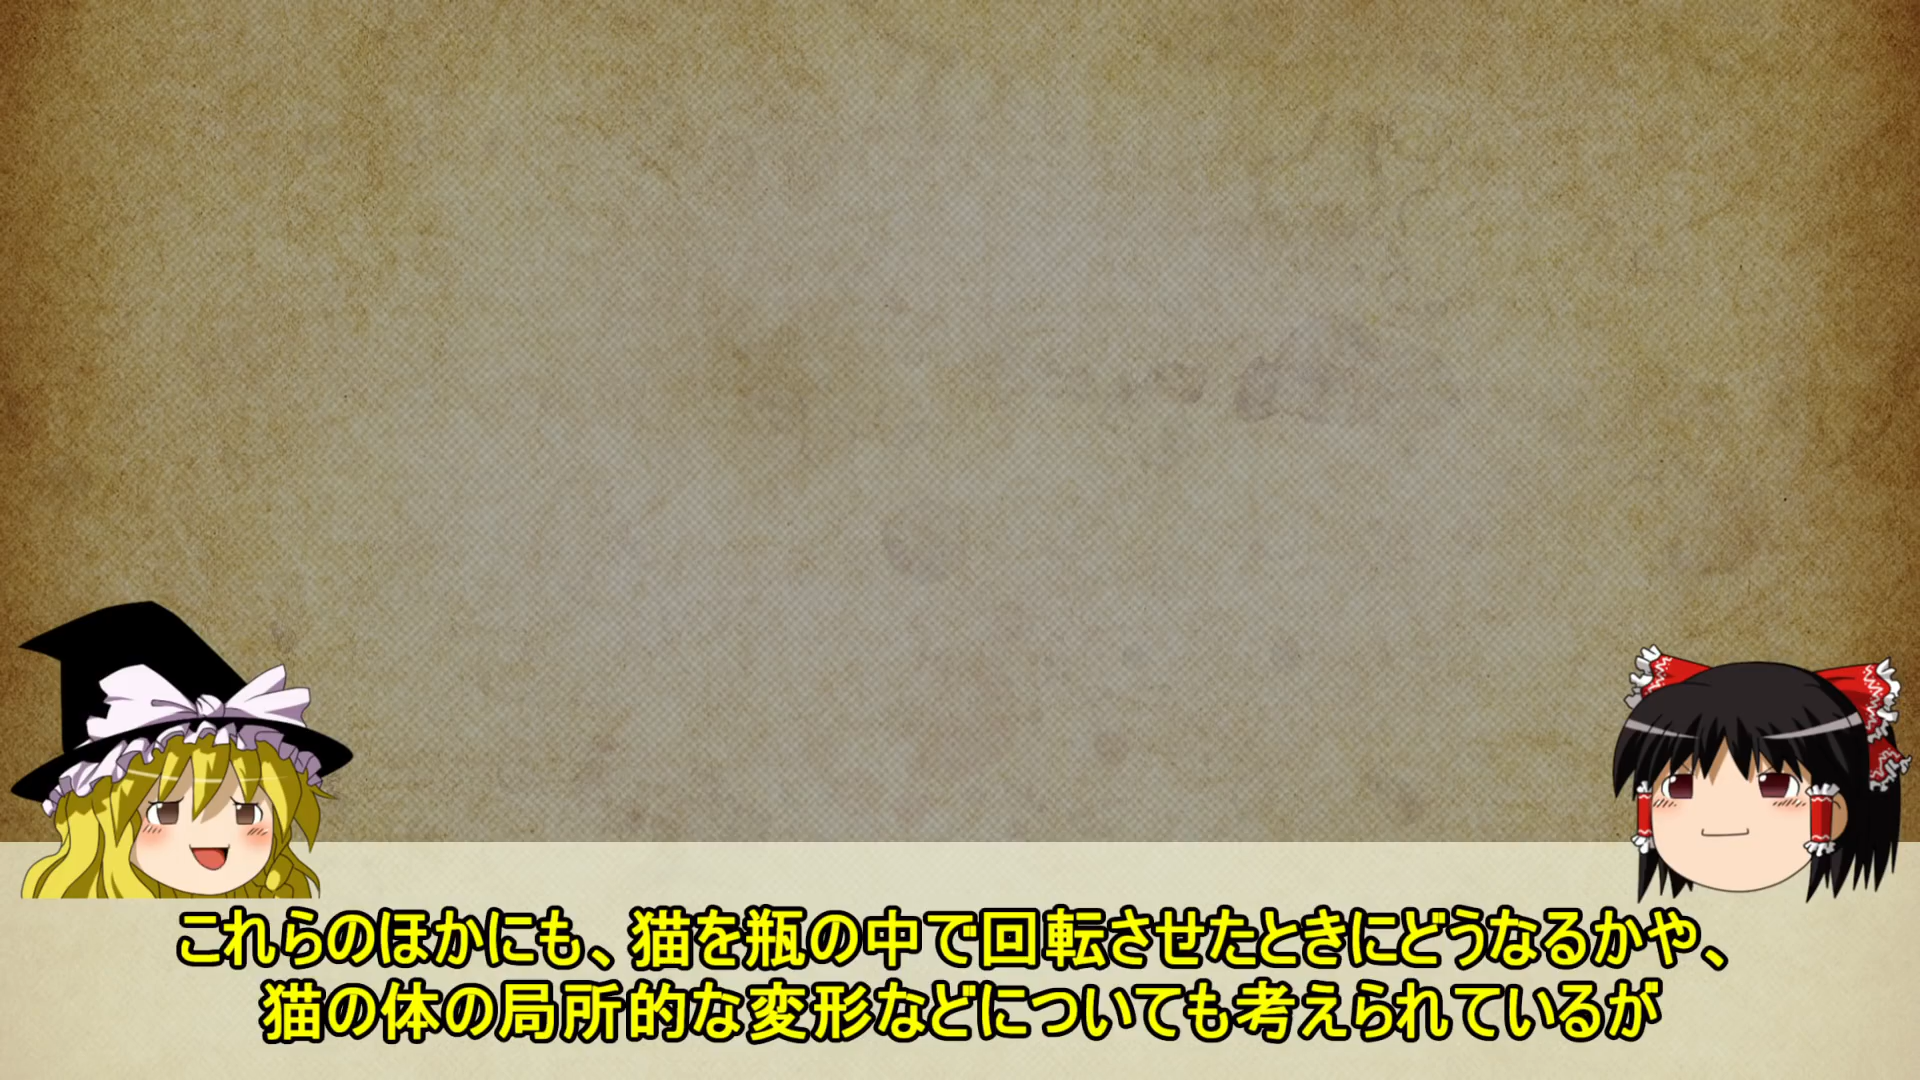 これらのほかにも、猫を瓶の中で回転させたときにどうなるかや、
猫の体の局所的な変形などについても考えられているが